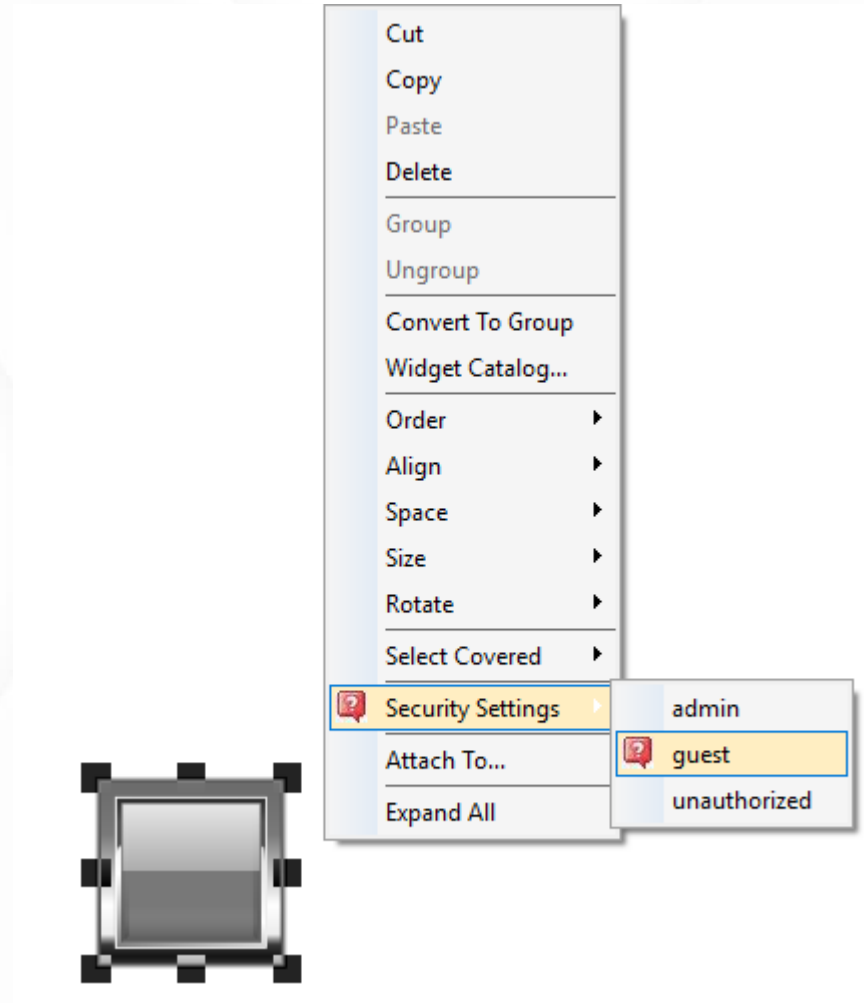 Cut
Copy
Paste
Delete
Group
Ungroup
Convert To Group
Widget Catalog...
Order
Align
Space
Size
Rotate
Select Covered
Security Settings
admin
guest
unauthorized
Attach To...
Expand All